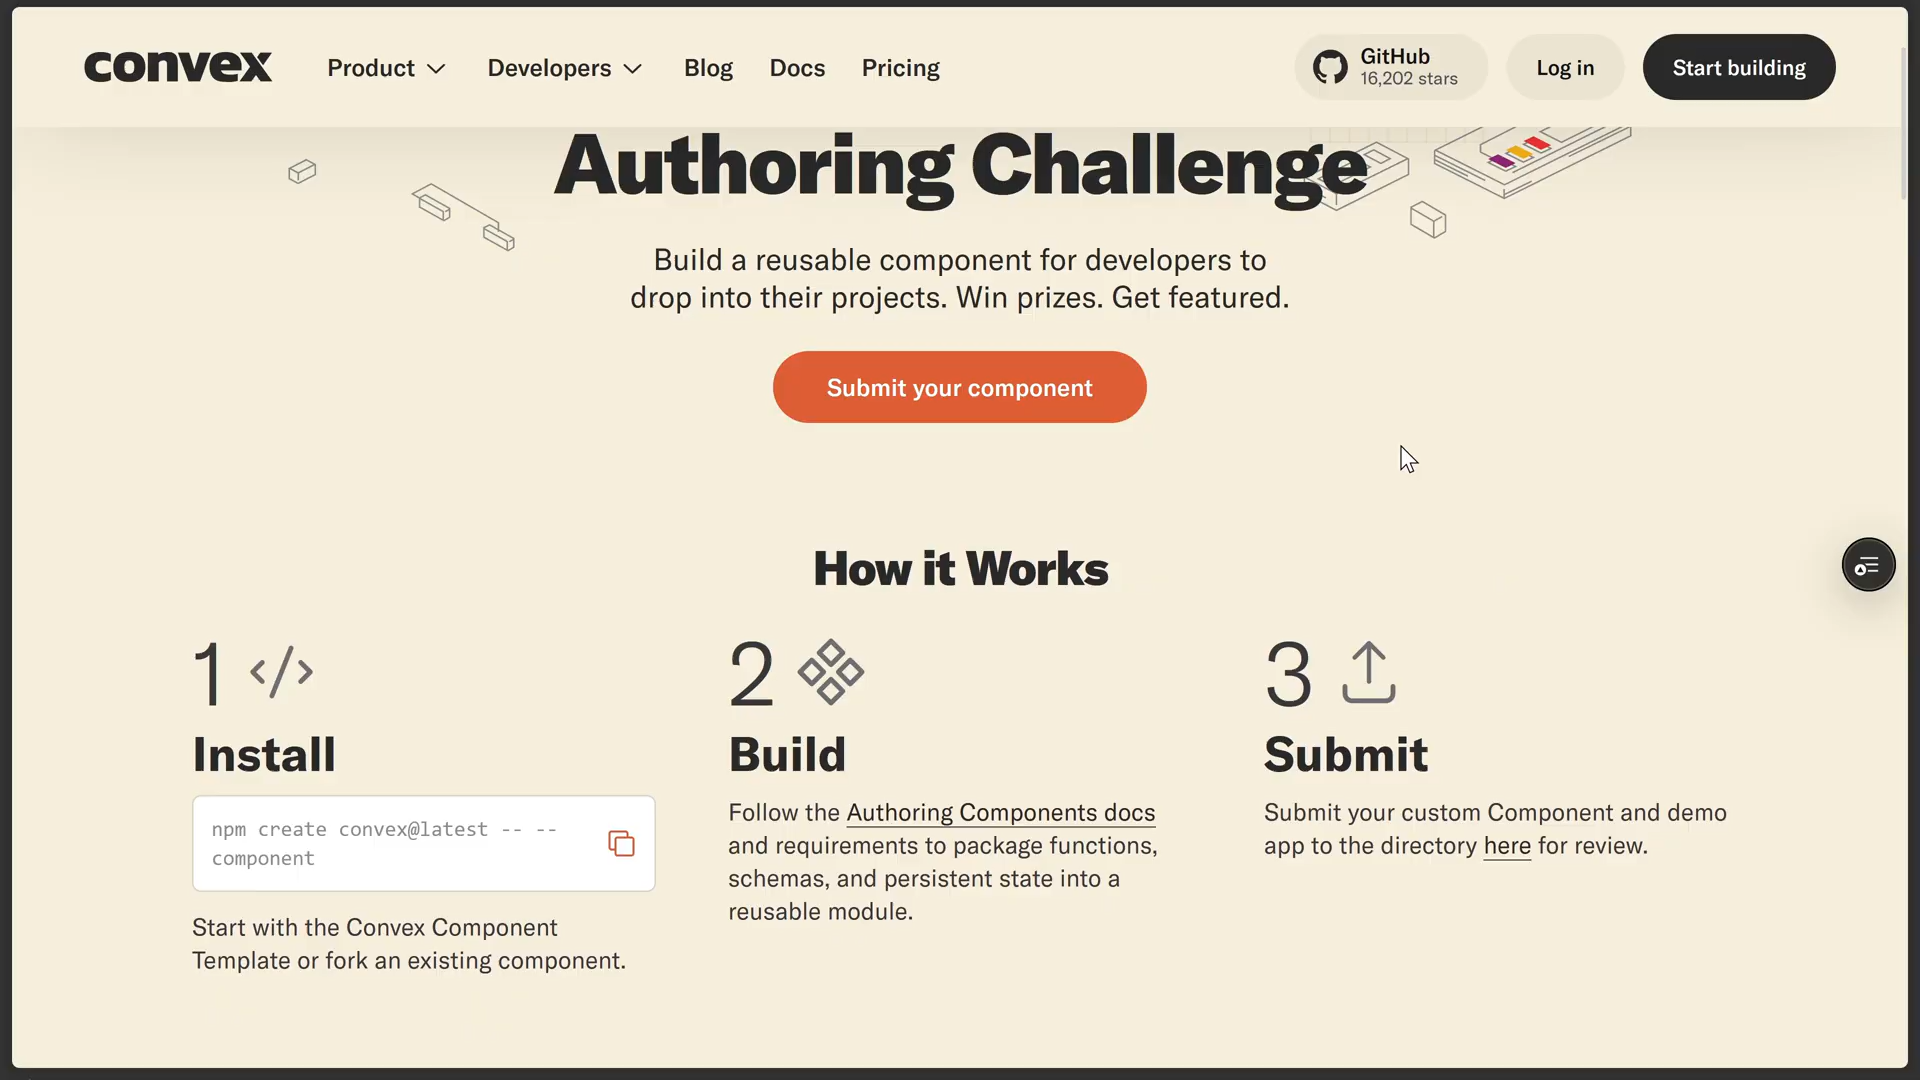 convex
Product
Developers
Blog
Docs
Pricing
GitHub
16,202 stars
Log in
Start building
Authoring Challenge
Build a reusable component for developers to
drop into their projects. Win prizes. Get featured.
Submit your component
How it Works
1
Install
npm create convex@latest -- --
component
Start with the Convex Component
Template or fork an existing component.
2
Build
Follow the Authoring Components docs
and requirements to package functions,
schemas, and persistent state into a
reusable module.
3
Submit
Submit your custom Component and demo
app to the directory here for review.